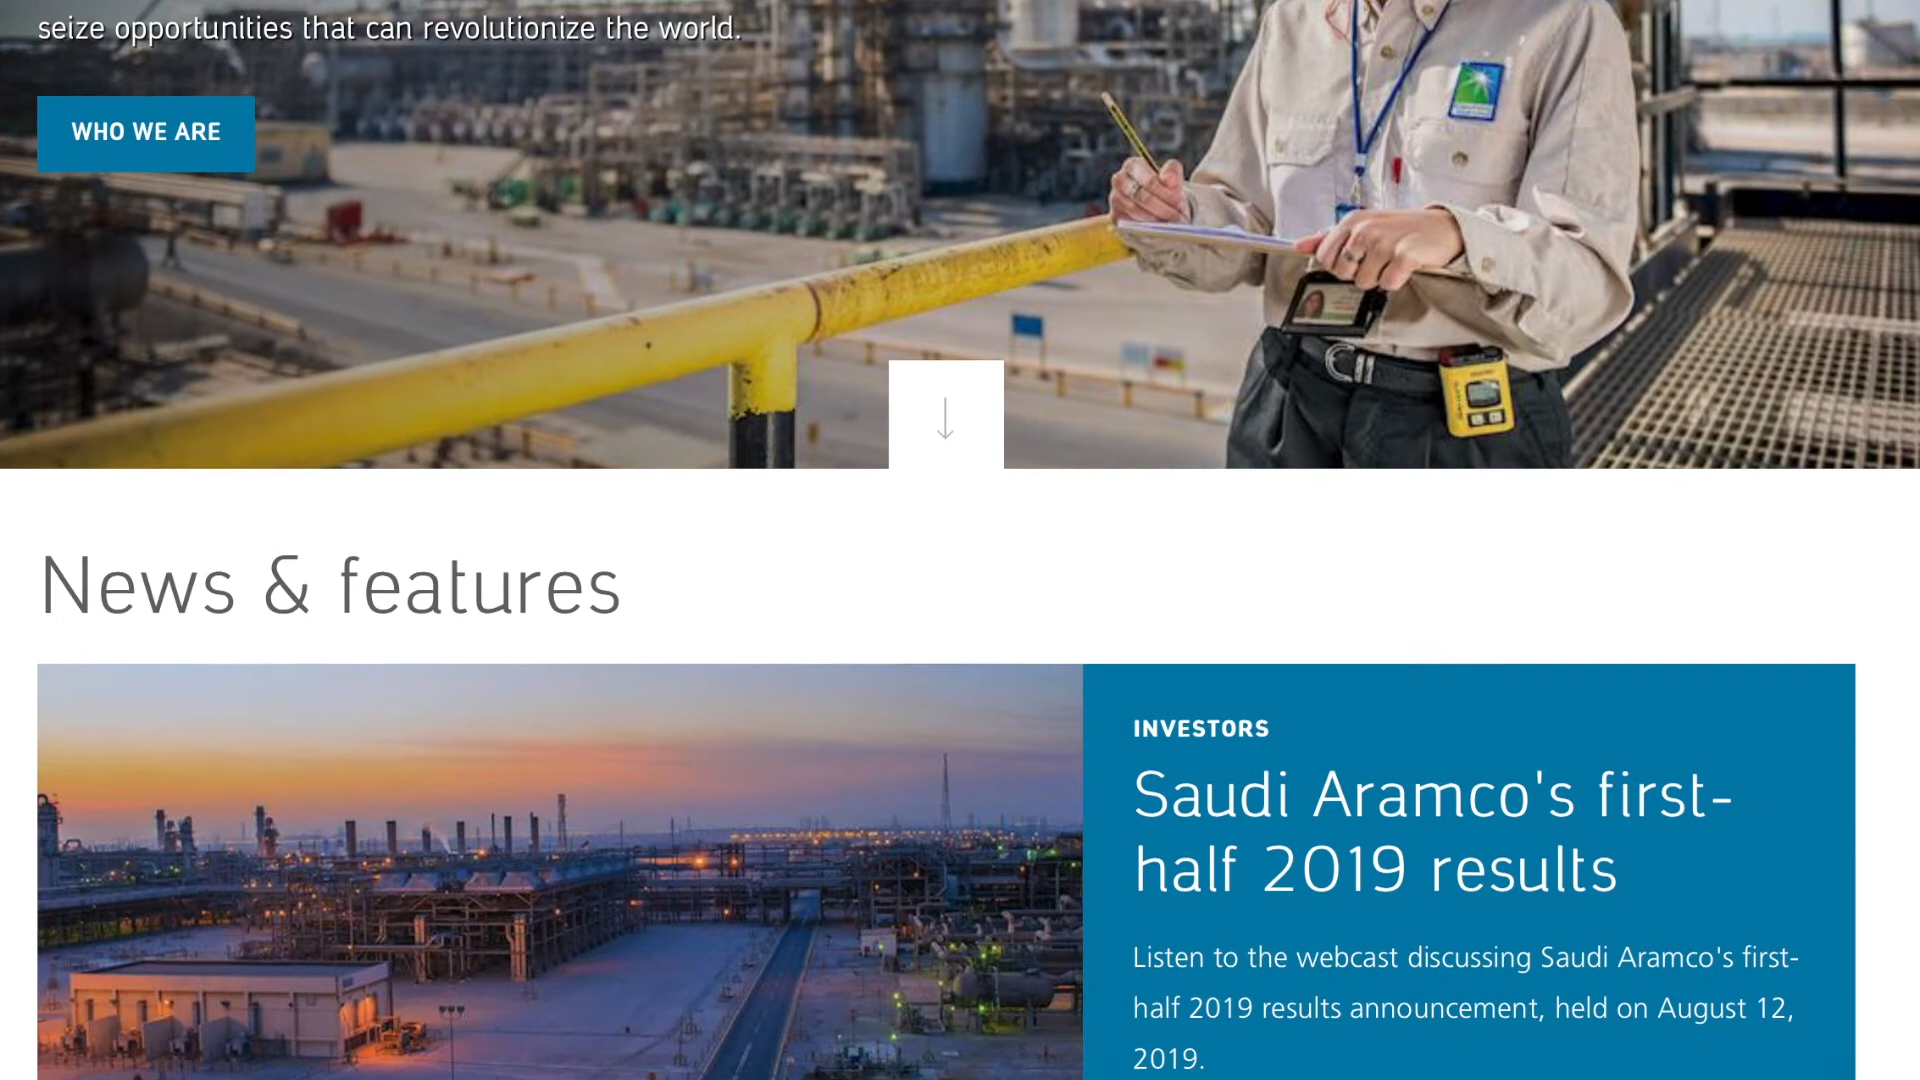 seize opportunities that can revolutionize the world.
WHO WE ARE
News & features
INVESTORS
Saudi Aramco's first-
half 2019 results
Listen to the webcast discussing Saudi Aramco's first-
half 2019 results announcement, held on August 12,
2019.